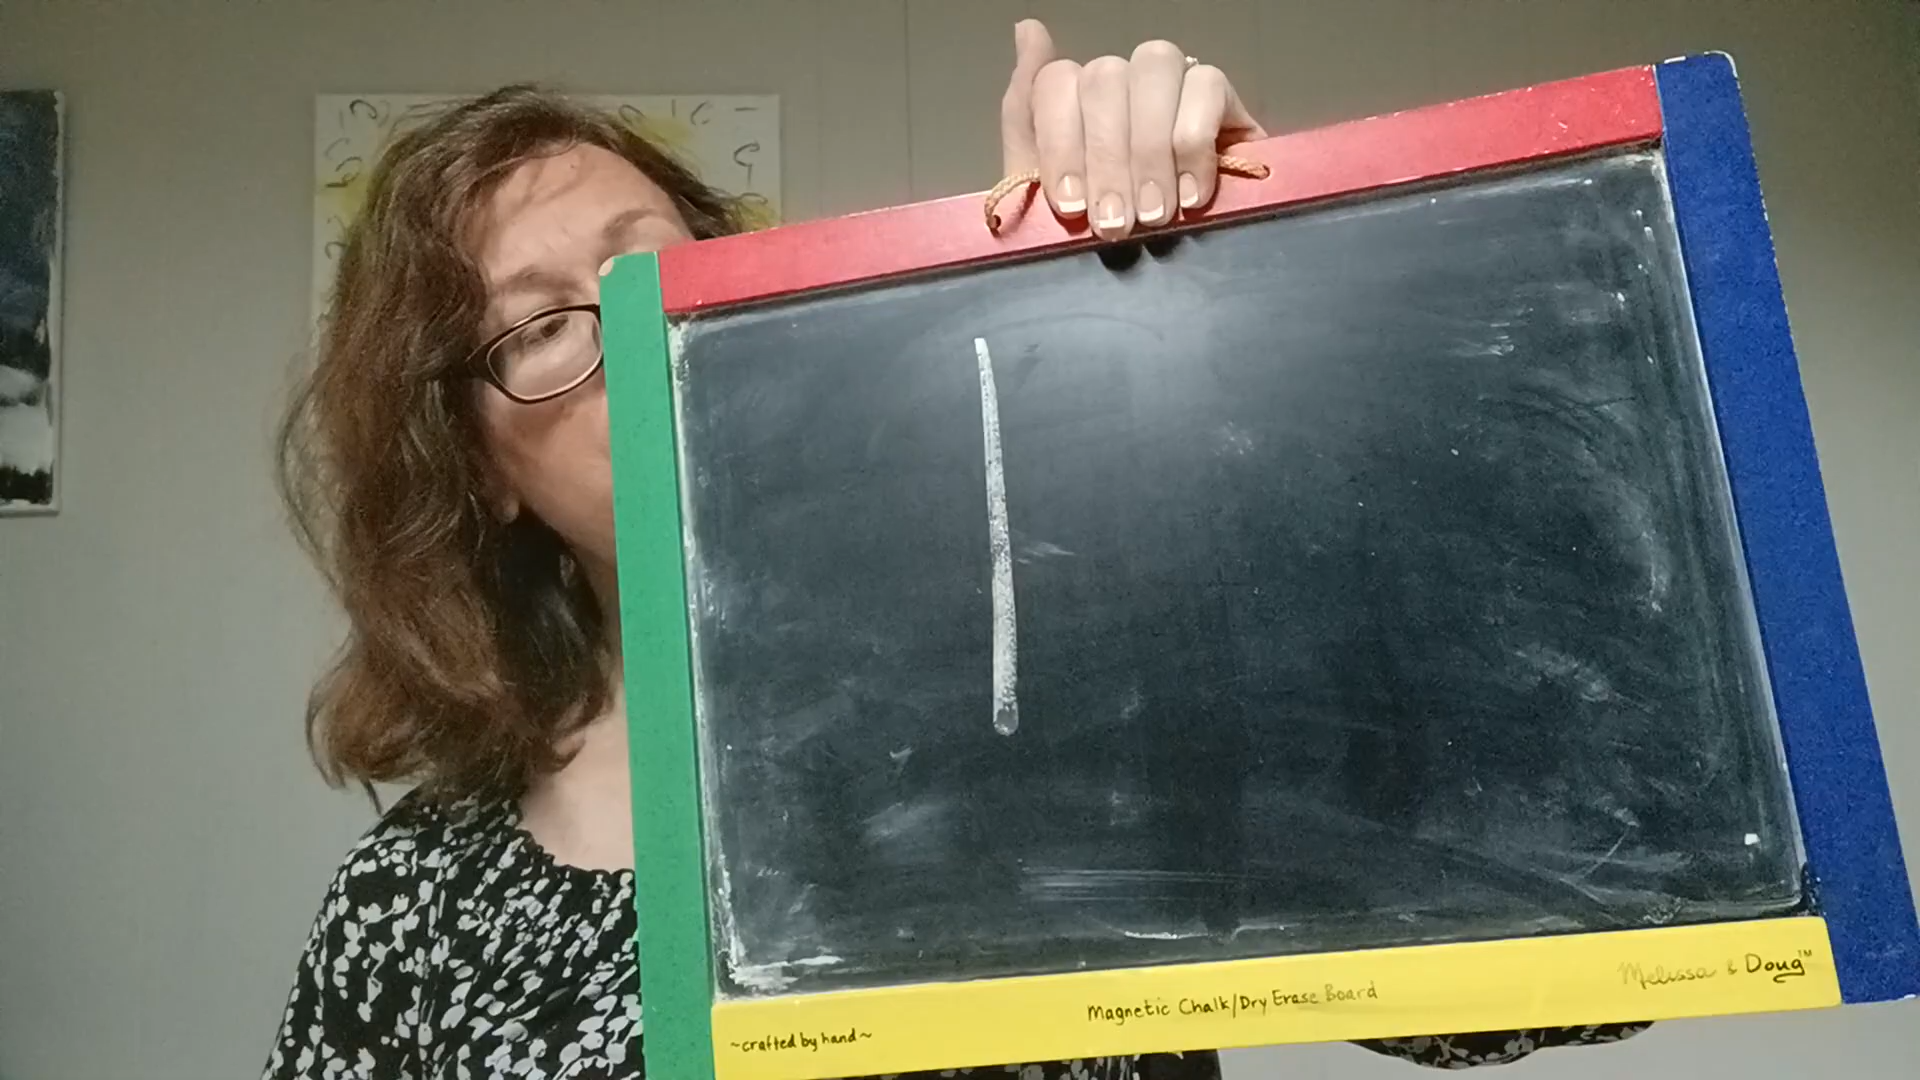 Melissa & Doug™
Magnetic Chalk/Dry Erase Board
~crafted by hand~